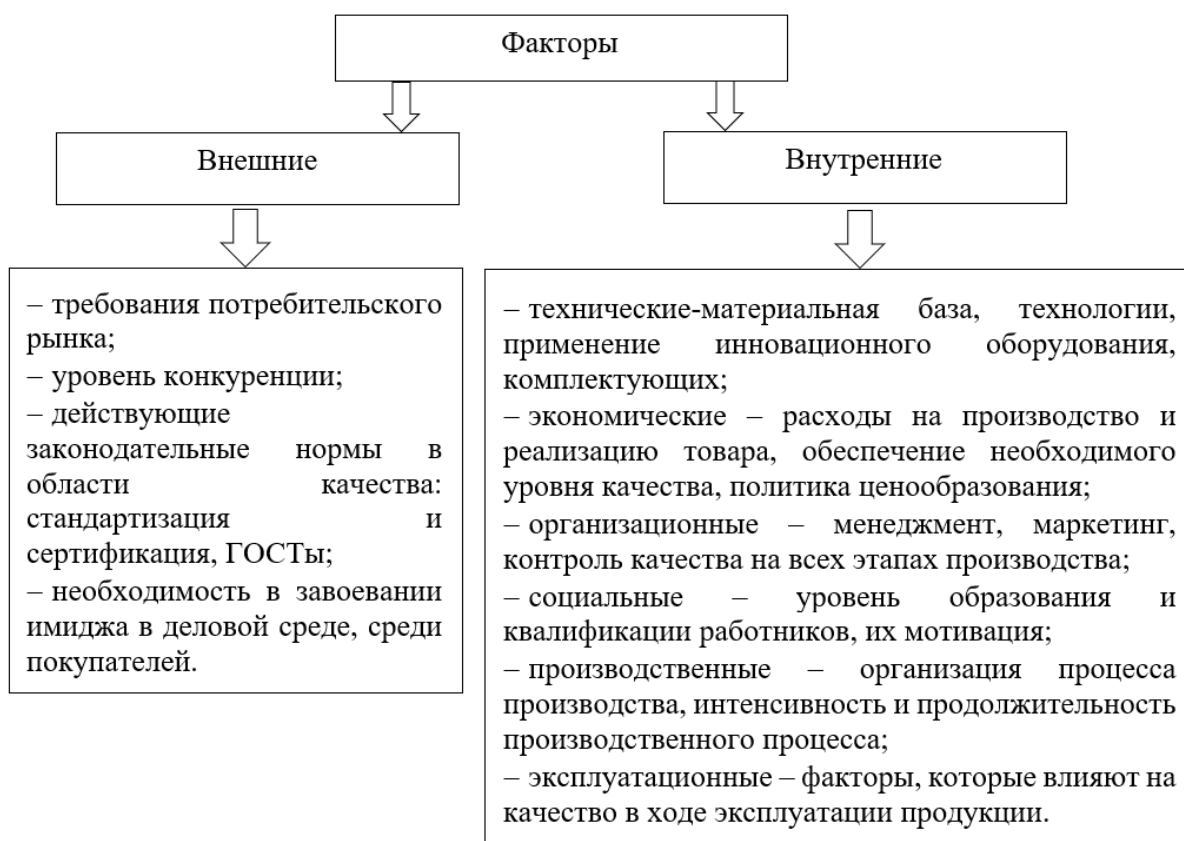 Факторы
Внешние
Внутренние
– требования потребительского
рынка;
– уровень конкуренции;
– действующие
законодательные нормы в
области качества:
стандартизация и
сертификация, ГОСТы;
– необходимость в завоевании
имиджа в деловой среде, среди
покупателей.
– технические-материальная база, технологии,
применение инновационного оборудования,
комплектующих;
– экономические – расходы на производство и
реализацию товара, обеспечение необходимого
уровня качества, политика ценообразования;
– организационные – менеджмент, маркетинг,
контроль качества на всех этапах производства;
– социальные – уровень образования и
квалификации работников, их мотивация;
– производственные – организация процесса
производства, интенсивность и продолжительность
производственного процесса;
– эксплуатационные – факторы, которые влияют на
качество в ходе эксплуатации продукции.